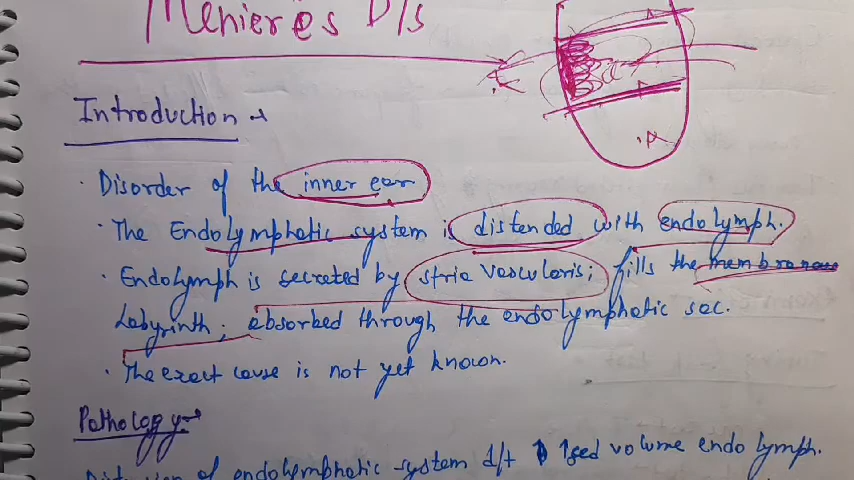 Menieres D/s
Introduction →
· Disorder of the inner ear
· The Endolymphatic system is distended with endolymph.
· Endolymph is secreted by stria vascularis; fills the membranous
Labyrinth; absorbed through the endolymphatic sac.
· The exact cause is not yet known.
Pathology →
of endolymphatic system d/t ↑sed volume endolymph.